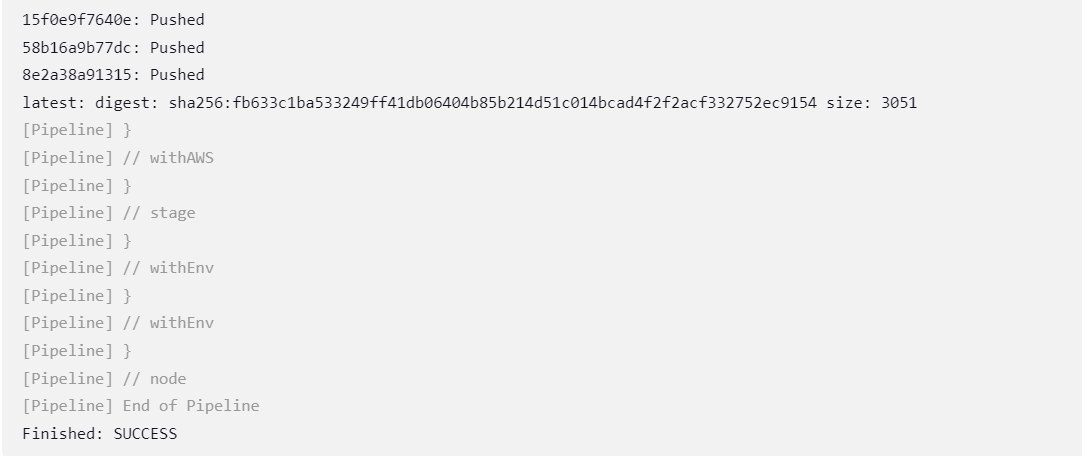 15f0e9f7640e: Pushed
58b16a9b77dc: Pushed
8e2a38a91315: Pushed
latest: digest: sha256:fb633c1ba533249ff41db06404b85b214d51c014bcad4f2f2acf332752ec9154 size: 3051
[Pipeline] }
[Pipeline] // withAWS
[Pipeline] }
[Pipeline] // stage
[Pipeline] }
[Pipeline] // withEnv
[Pipeline] }
[Pipeline] // withEnv
[Pipeline] }
[Pipeline] // node
[Pipeline] End of Pipeline
Finished: SUCCESS